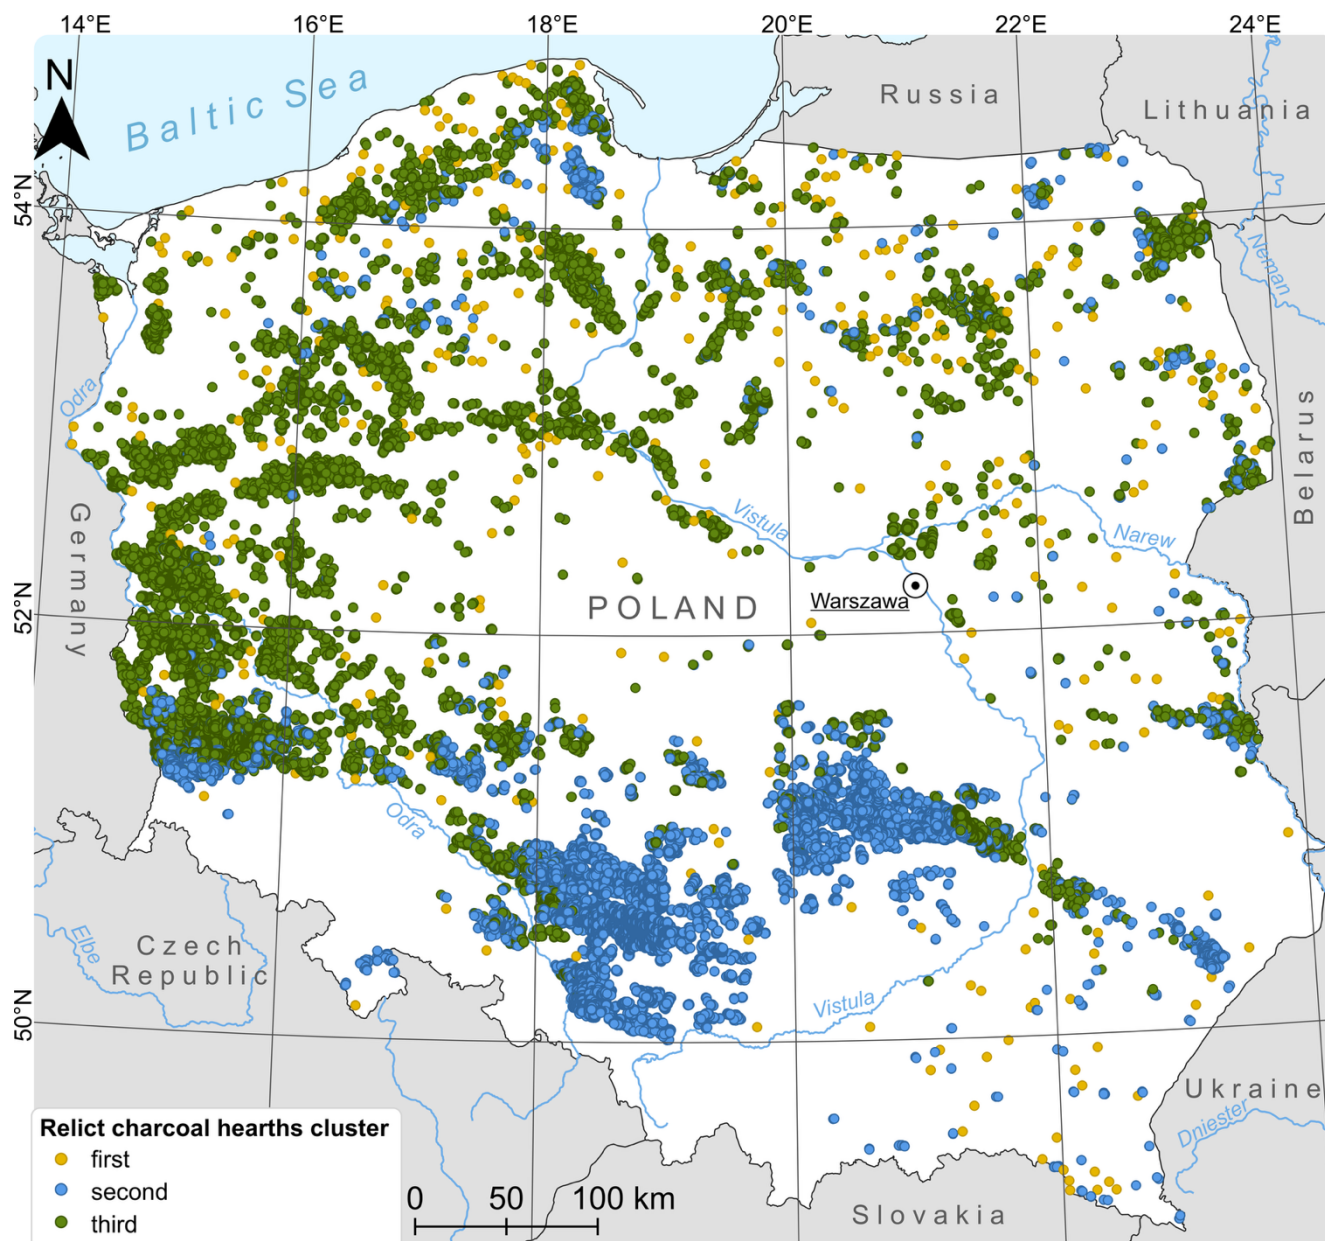 14°E 16°E 18°E 20°E 22°E 24°E
N
Baltic Sea
Russia
Lithuania
54°N
Neman
Odra
Belarus
Germany
Vistula
Narew
52°N
POLAND
Warszawa
Odra
Elbe
Czech
Republic
Vistula
50°N
Ukraine
Dniester
Relict charcoal hearths cluster
first
second
third
0 50 100 km
Slovakia